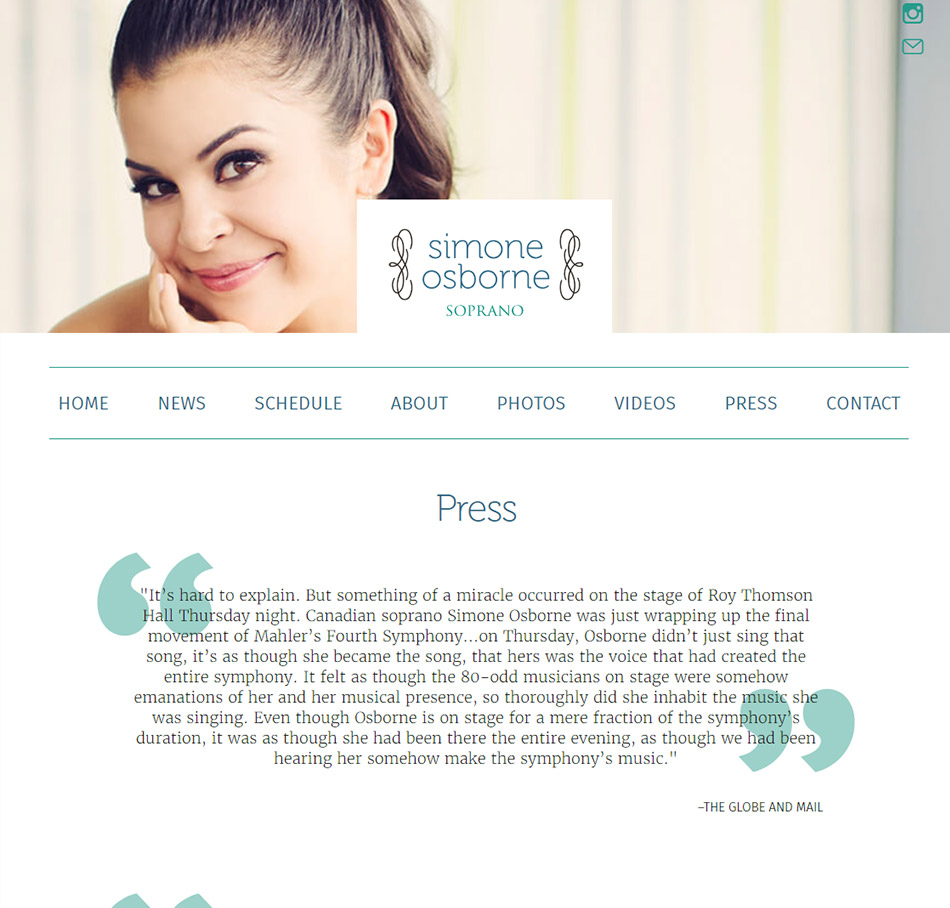 simone
osborne
SOPRANO
HOME NEWS SCHEDULE ABOUT PHOTOS VIDEOS PRESS CONTACT
Press
"It’s hard to explain. But something of a miracle occurred on the stage of Roy Thomson
Hall Thursday night. Canadian soprano Simone Osborne was just wrapping up the final
movement of Mahler’s Fourth Symphony...on Thursday, Osborne didn’t just sing that
song, it’s as though she became the song, that hers was the voice that had created the
entire symphony. It felt as though the 80-odd musicians on stage were somehow
emanations of her and her musical presence, so thoroughly did she inhabit the music she
was singing. Even though Osborne is on stage for a mere fraction of the symphony’s
duration, it was as though she had been there the entire evening, as though we had been
hearing her somehow make the symphony’s music."
–THE GLOBE AND MAIL